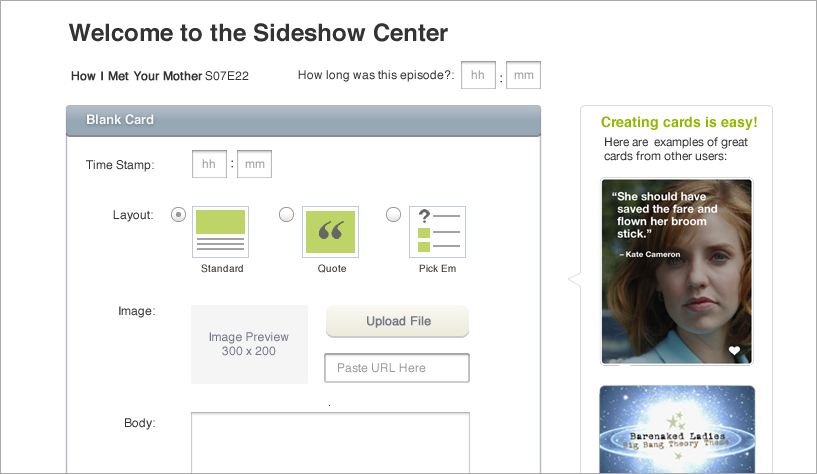 Welcome to the Sideshow Center
How I Met Your Mother S07E22
How long was this episode?: hh : mm
Blank Card
Time Stamp: hh : mm
Layout:
Standard
“
Quote
?
Pick Em
Image:
Image Preview
300 x 200
Upload File
Paste URL Here
Body:
Creating cards is easy!
Here are examples of great
cards from other users:
“She should have
saved the fare and
flown her broom
stick.”
– Kate Cameron
Barenaked Ladies
Big Bang Theory Theme